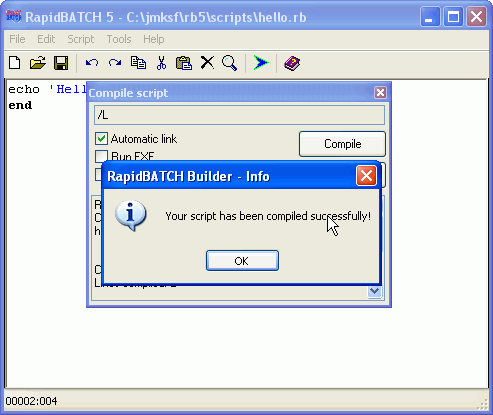 RapidBATCH 5 - C:\jmksf\rb5\scripts\hello.rb
File Edit Script Tools Help
echo 'Hell
end
Compile script
/L
Automatic link
Compile
Run EXE
RapidBATCH Builder - Info
Your script has been compiled successfully!
OK
00002:004